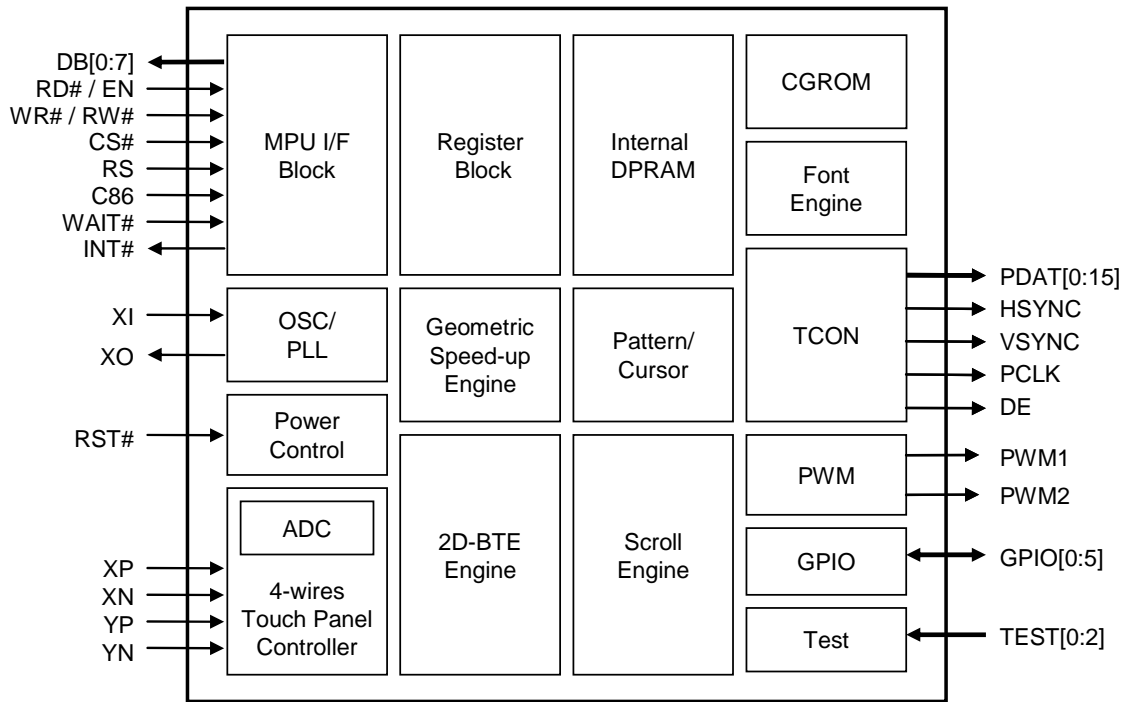 DB[0:7]
RD# / EN
WR# / RW#
CS#
RS
C86
WAIT#
INT#
XI
XO
RST#
XP
XN
YP
YN
MPU I/F
Block
OSC/
PLL
Power
Control
ADC
4-wires
Touch Panel
Controller
Register
Block
Geometric
Speed-up
Engine
2D-BTE
Engine
Internal
DPRAM
Pattern/
Cursor
Scroll
Engine
CGROM
Font
Engine
TCON
PWM
GPIO
Test
PDAT[0:15]
HSYNC
VSYNC
PCLK
DE
PWM1
PWM2
GPIO[0:5]
TEST[0:2]